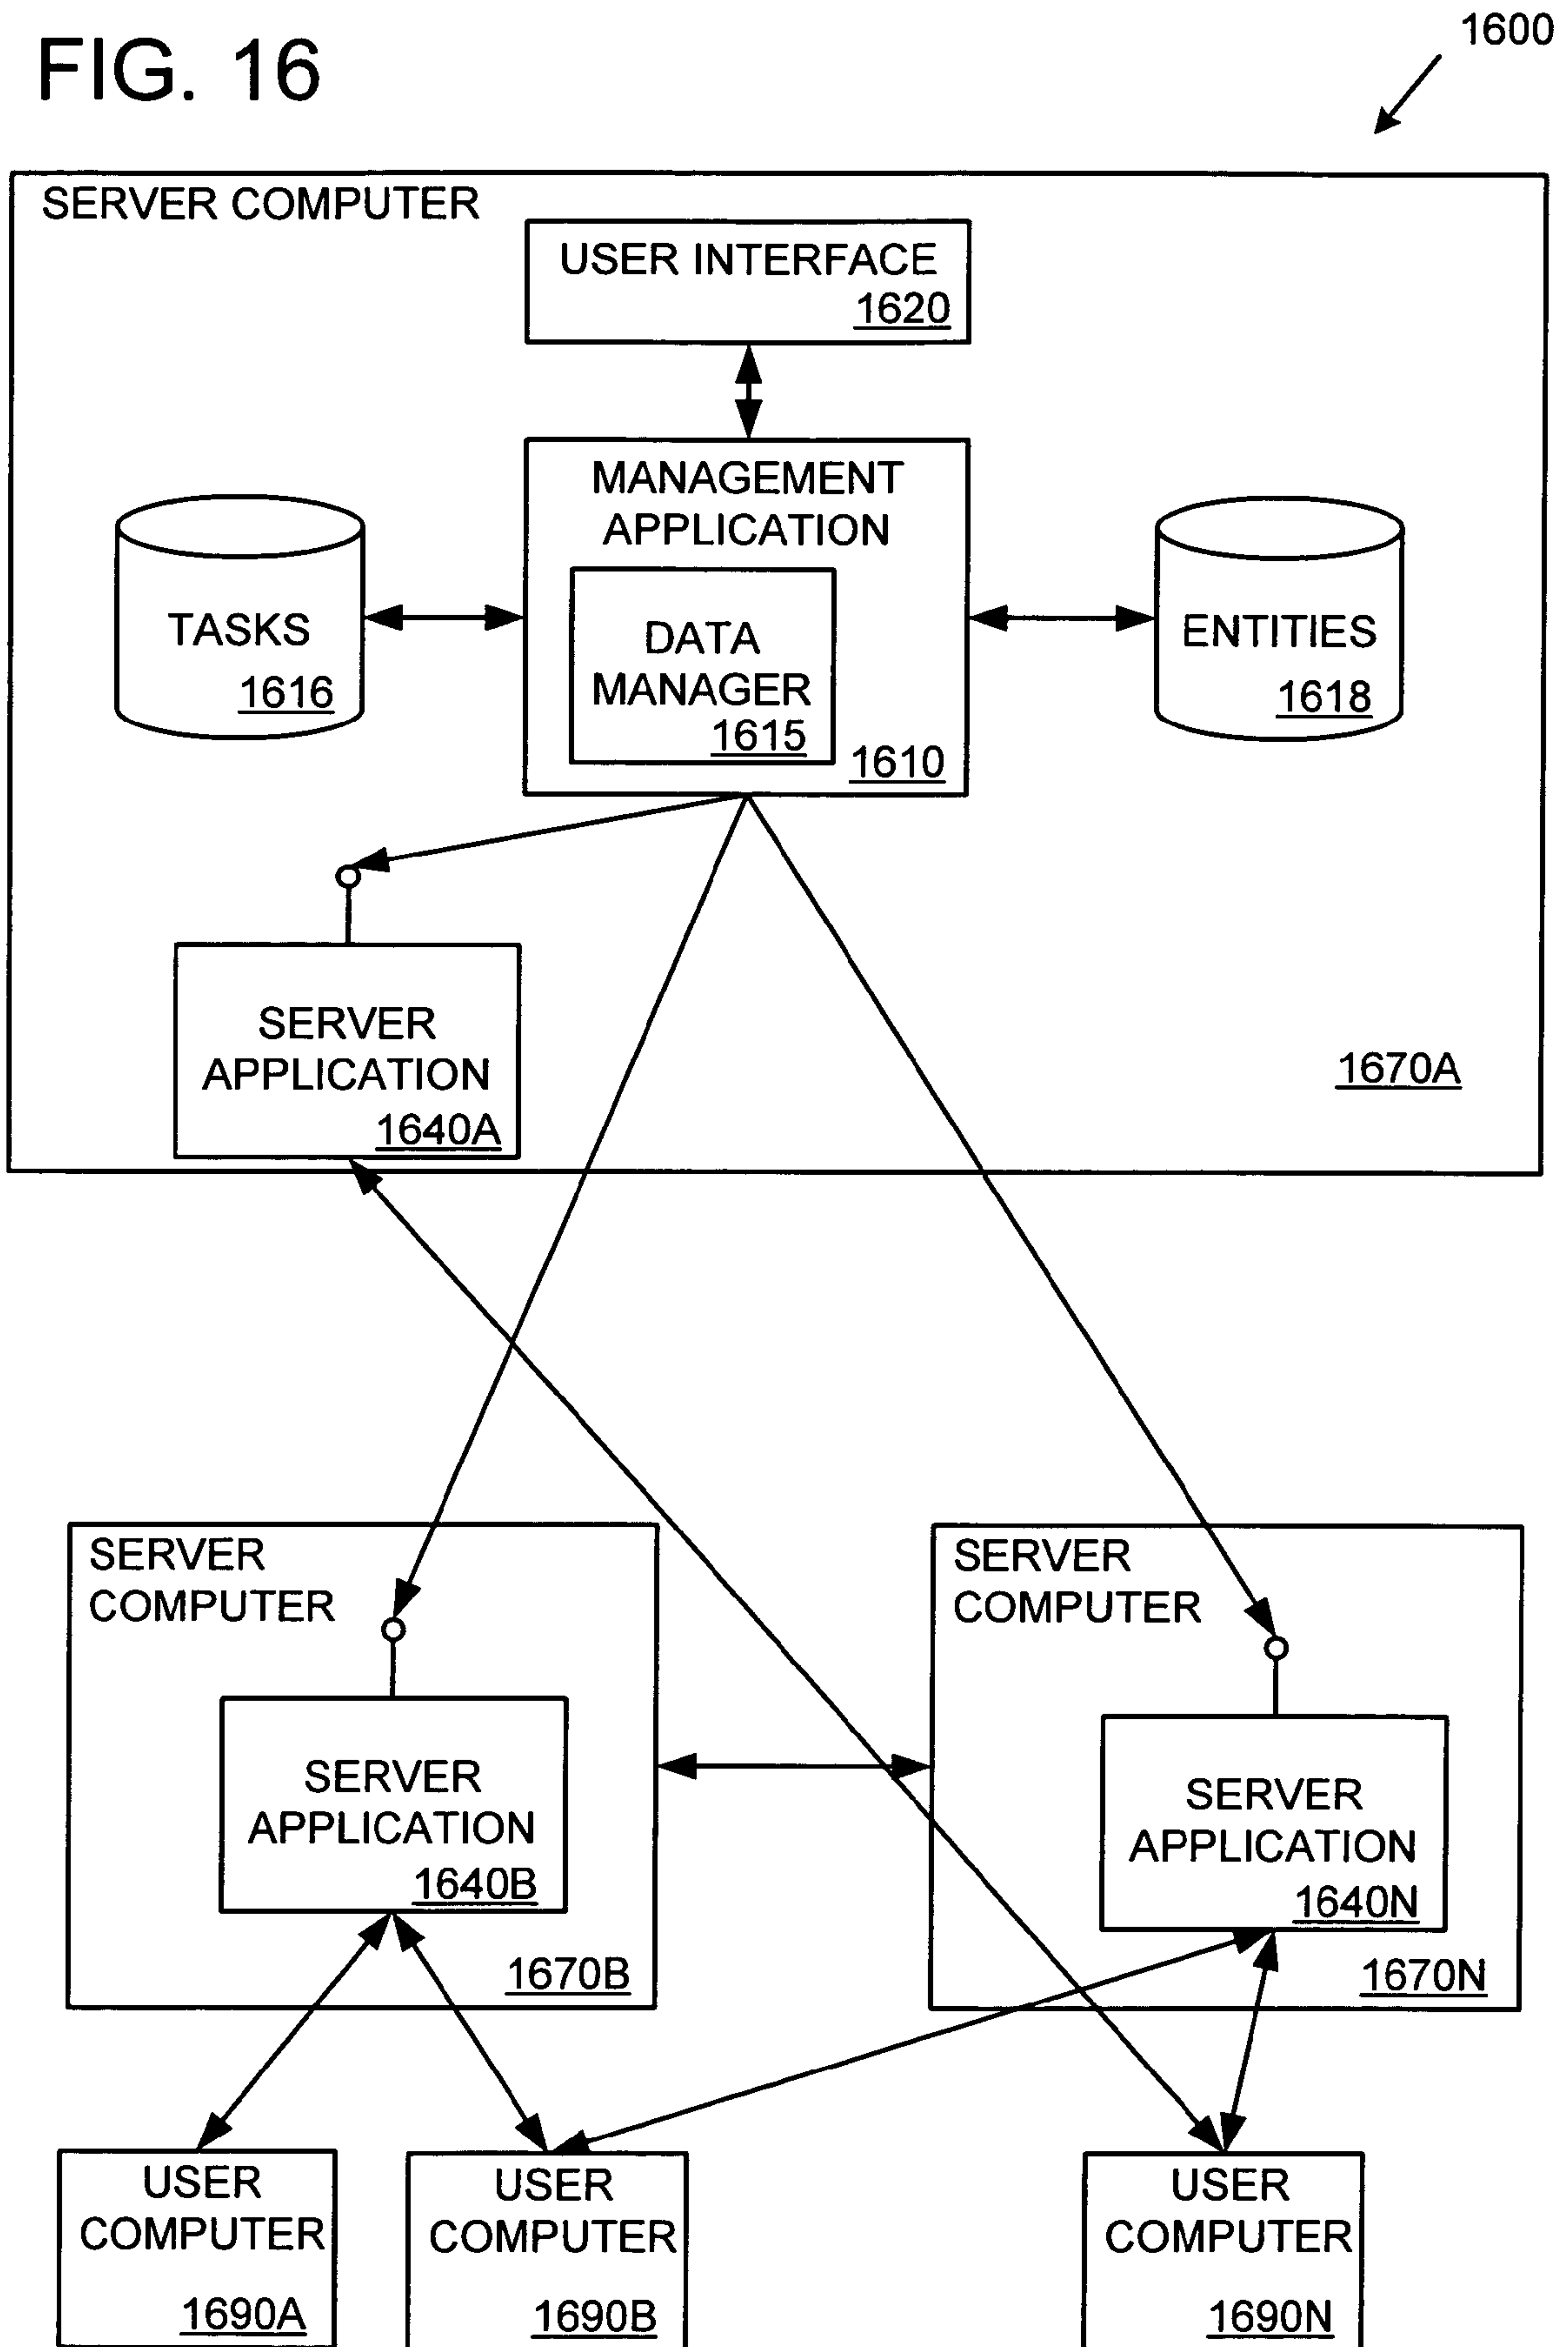 FIG. 16
1600
SERVER COMPUTER
USER INTERFACE
1620
MANAGEMENT
APPLICATION
TASKS
1616
DATA
MANAGER
1615
1610
ENTITIES
1618
SERVER
APPLICATION
1640A
1670A
SERVER
COMPUTER
SERVER
APPLICATION
1640B
1670B
SERVER
COMPUTER
SERVER
APPLICATION
1640N
1670N
USER
COMPUTER
1690A
USER
COMPUTER
1690B
USER
COMPUTER
1690N